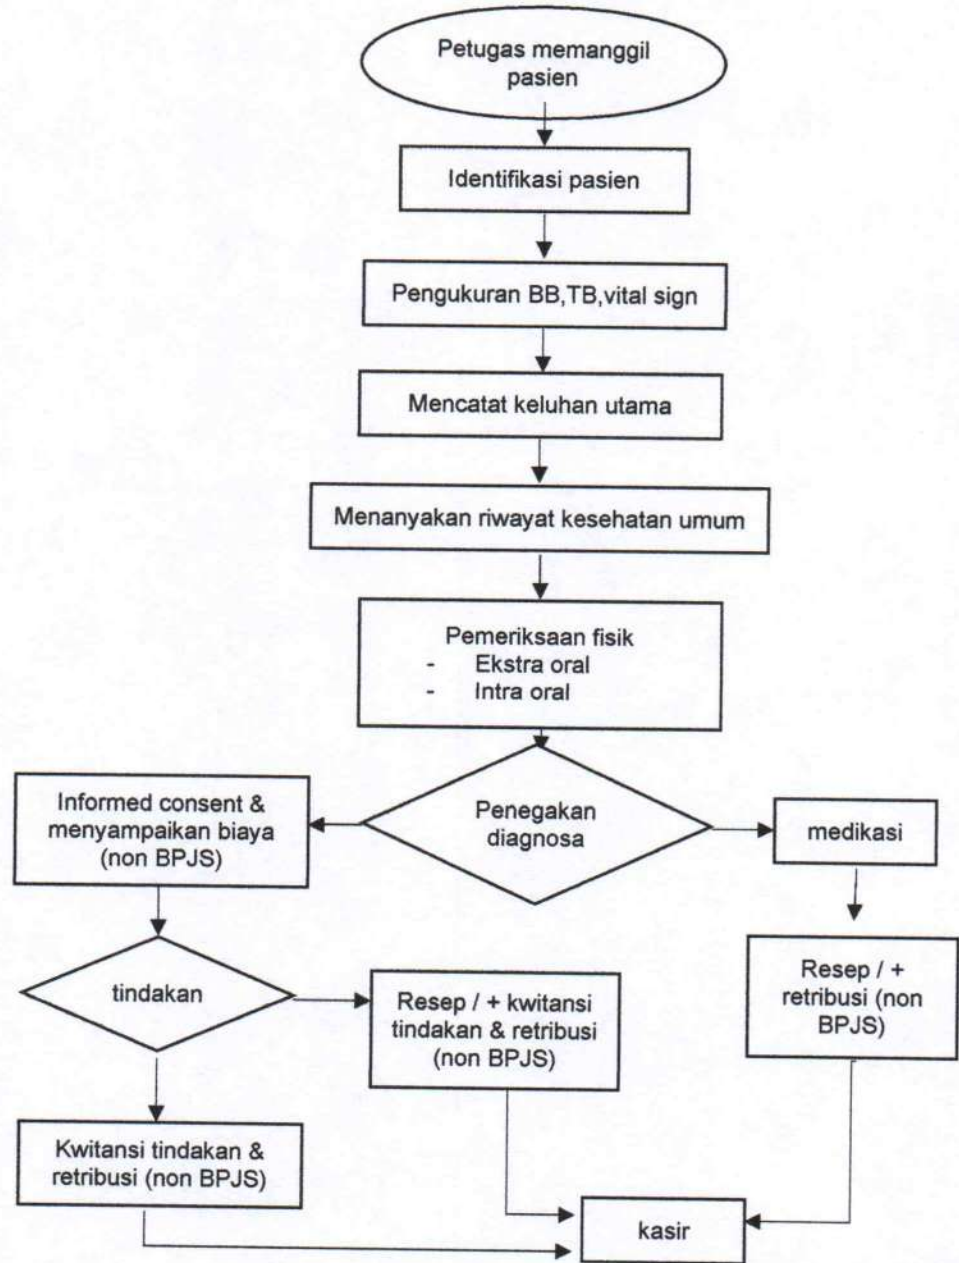 Petugas memanggil
pasien
Identifikasi pasien
Pengukuran BB,TB,vital sign
Mencatat keluhan utama
Menanyakan riwayat kesehatan umum
Pemeriksaan fisik
- Ekstra oral
- Intra oral
Penegakan
diagnosa
Informed consent &
menyampaikan biaya
(non BPJS)
medikasi
tindakan
Resep / + kwitansi
tindakan & retribusi
(non BPJS)
Resep / +
retribusi (non
BPJS)
Kwitansi tindakan &
retribusi (non BPJS)
kasir